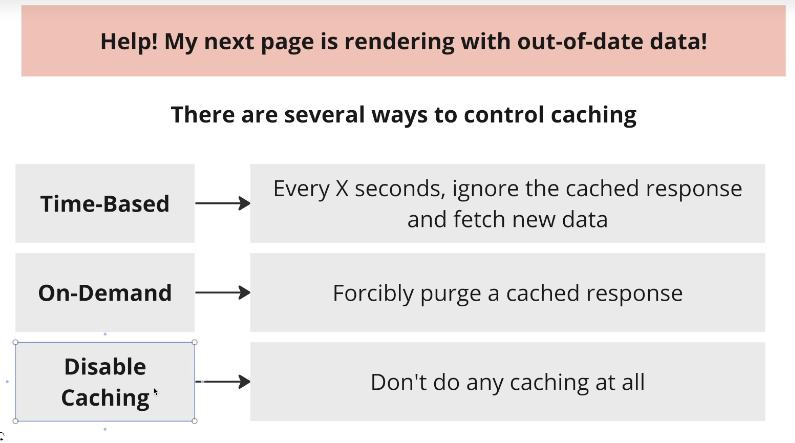 Help! My next page is rendering with out-of-date data!
There are several ways to control caching
Time-Based
Every X seconds, ignore the cached response
and fetch new data
On-Demand
Forcibly purge a cached response
Disable
Caching
Don't do any caching at all